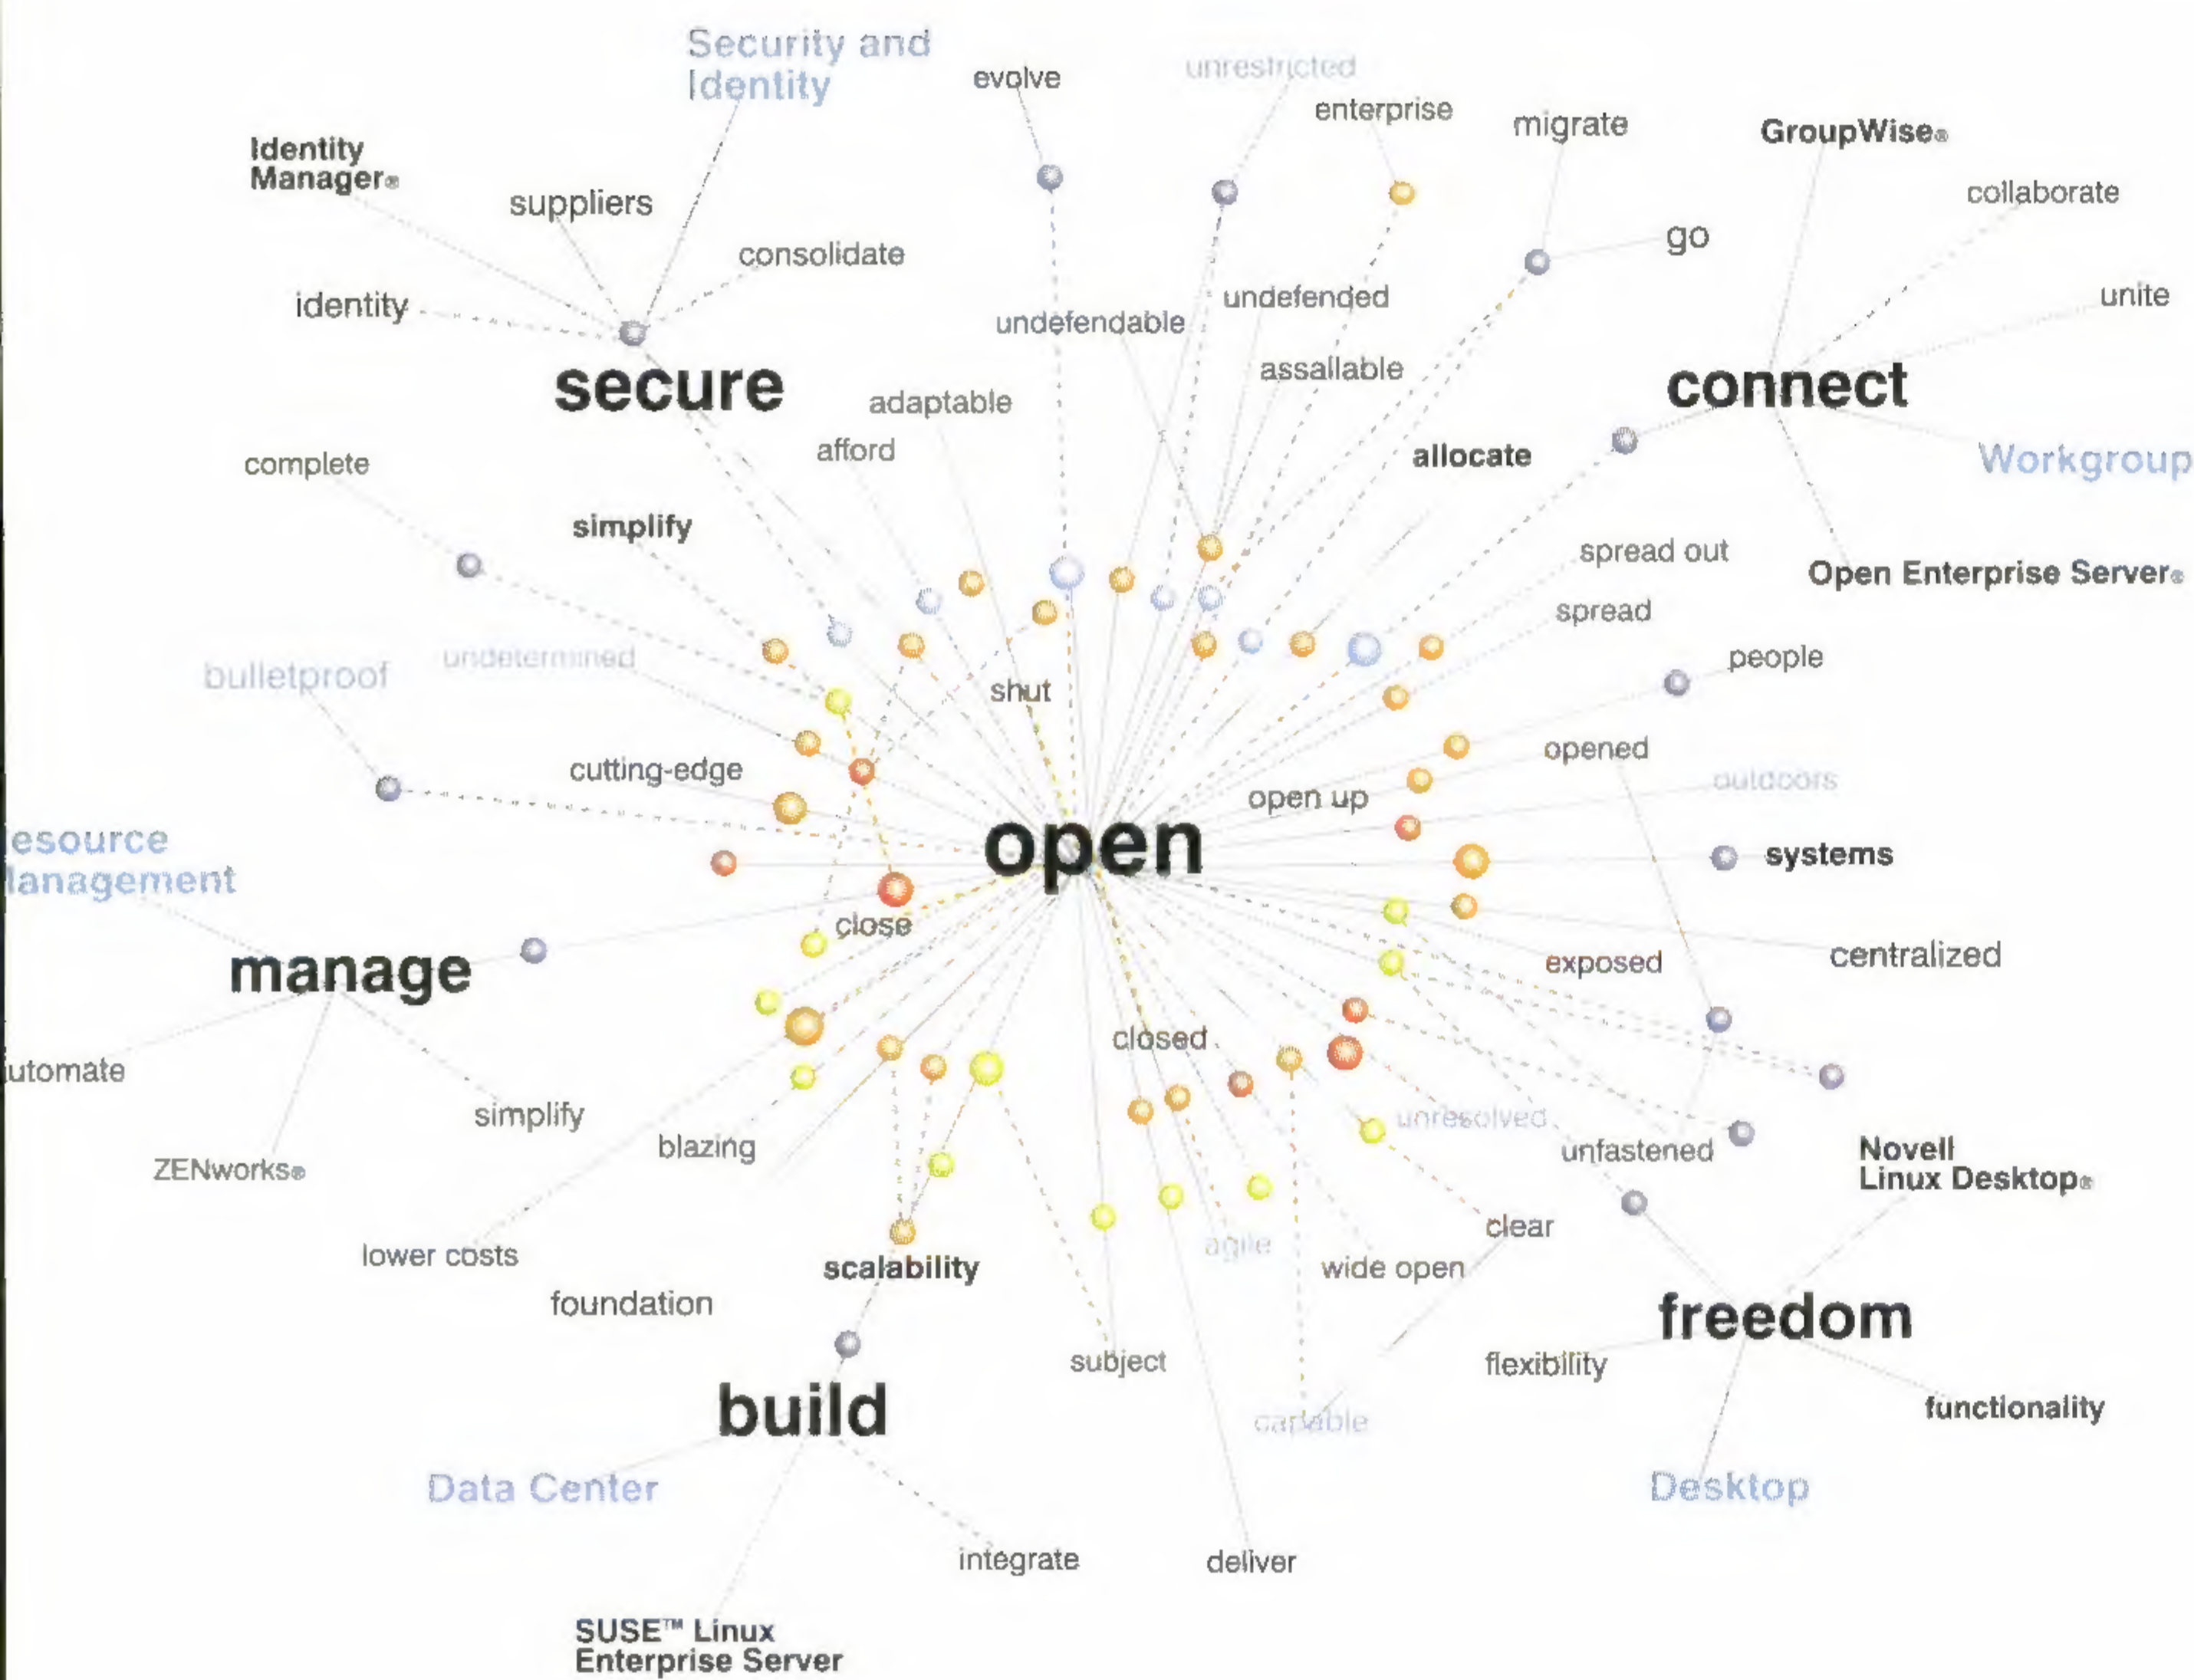 Security and
Identity
evolve
unrestricted
enterprise
migrate
GroupWise®
Identity
Manager®
suppliers
collaborate
consolidate
go
identity
undefendable
undefended
unite
secure
adaptable
assallable
connect
complete
afford
allocate
Workgroup
simplify
spread out
Open Enterprise Server®
spread
bulletproof
undetermined
shut
people
cutting-edge
open up
opened
outdoors
esource
anagement
open
systems
close
manage
exposed
centralized
closed
utomate
simplify
blazing
unresolved
unfastened
Novell
Linux Desktop®
ZENworks®
lower costs
scalability
agile
wide open
clear
foundation
freedom
subject
flexibility
build
capable
functionality
Data Center
Desktop
integrate
deliver
SUSE™ Linux
Enterprise Server